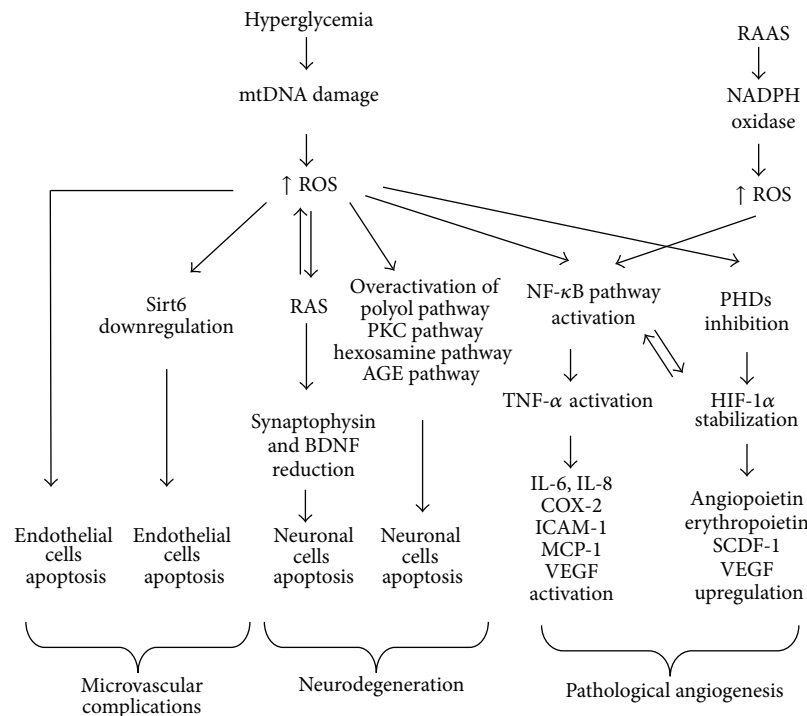 Hyperglycemia
mtDNA damage
↑ ROS
RAAS
NADPH
oxidase
↑ ROS
Sirt6
downregulation
RAS
Overactivation of
polyol pathway
PKC pathway
hexosamine pathway
AGE pathway
NF-κB pathway
activation
PHDs
inhibition
Synaptophysin
and BDNF
reduction
TNF-α activation
HIF-1α
stabilization
Endothelial
cells
apoptosis
Endothelial
cells
apoptosis
Neuronal
cells
apoptosis
Neuronal
cells
apoptosis
IL-6, IL-8
COX-2
ICAM-1
MCP-1
VEGF
activation
Angiopoietin
erythropoietin
SCDF-1
VEGF
upregulation
Microvascular
complications
Neurodegeneration
Pathological angiogenesis